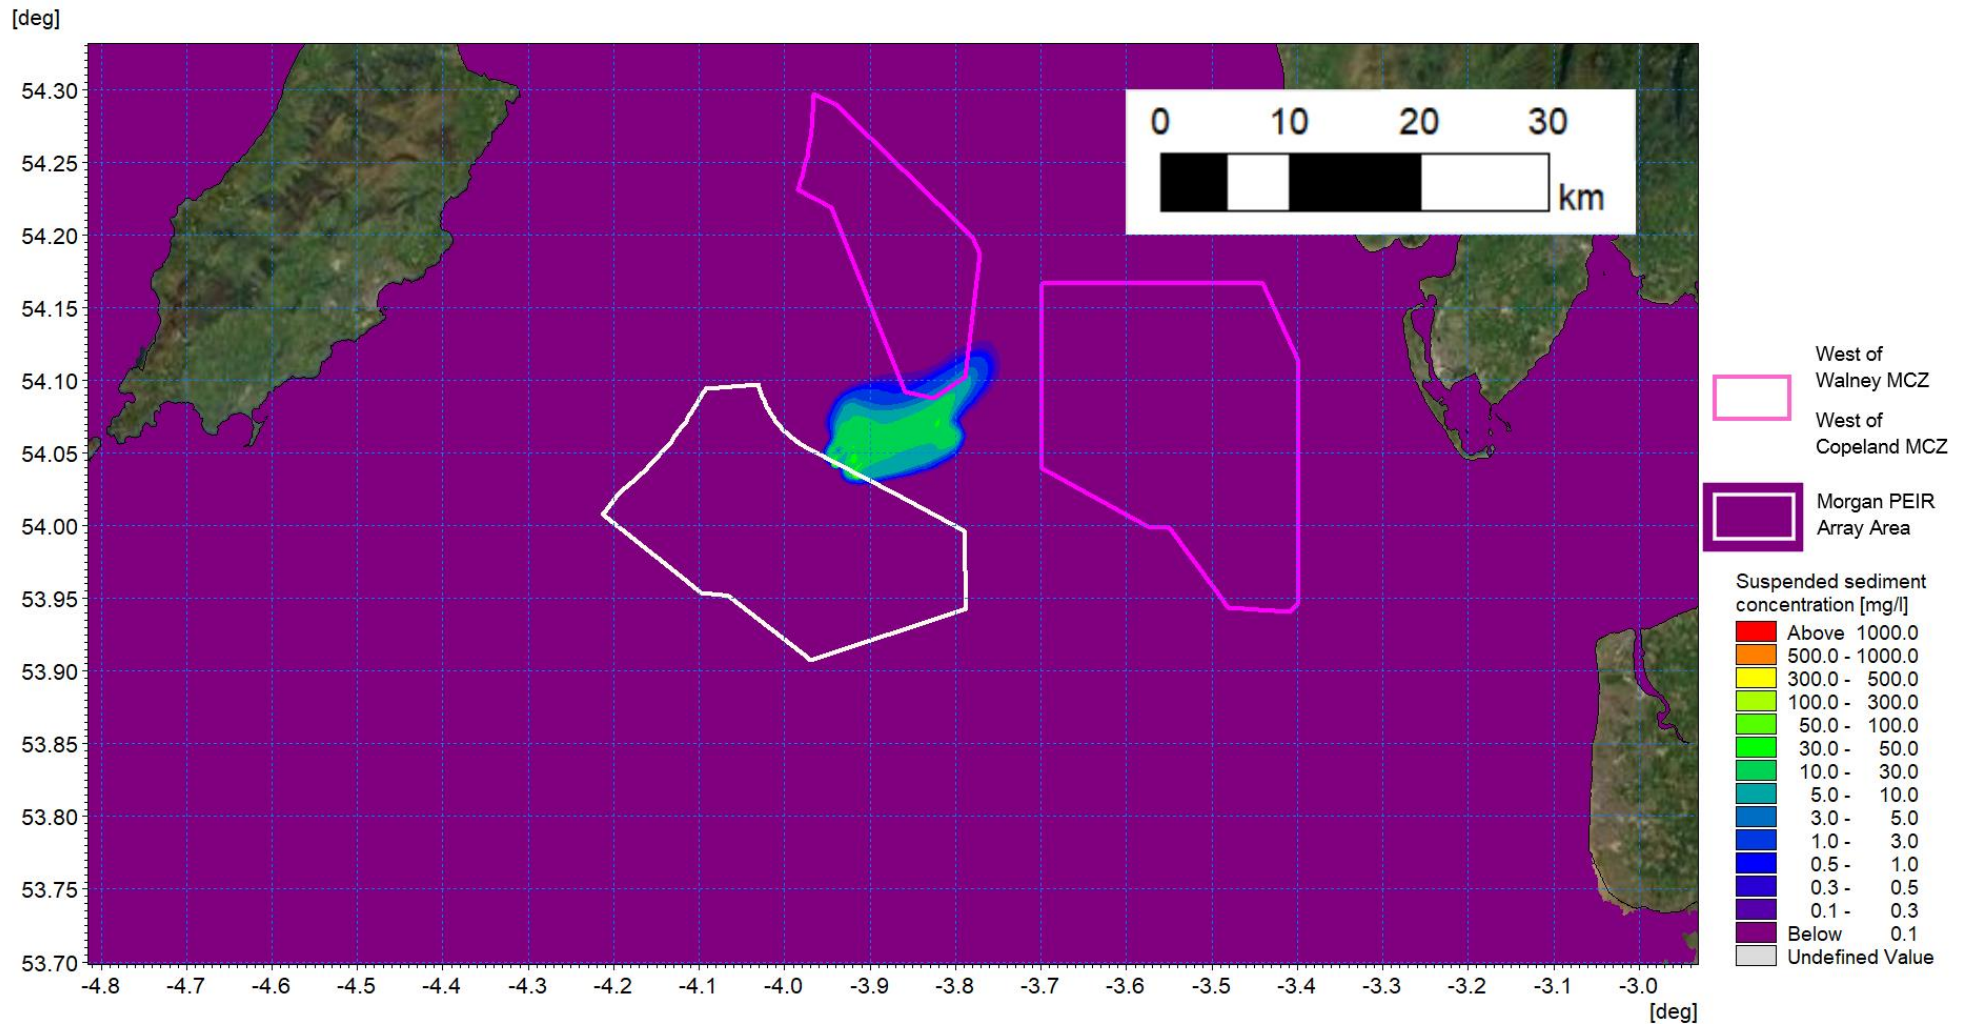 [deg]
54.30
54.25
54.20
54.15
54.10
54.05
54.00
53.95
53.90
53.85
53.80
53.75
53.70
-4.8 -4.7 -4.6 -4.5 -4.4 -4.3 -4.2 -4.1 -4.0 -3.9 -3.8 -3.7 -3.6 -3.5 -3.4 -3.3 -3.2 -3.1 -3.0
[deg]
0 10 20 30
km
West of
Walney MCZ
West of
Copeland MCZ
Morgan PEIR
Array Area
Suspended sediment
concentration [mg/l]
Above 1000.0
500.0 - 1000.0
300.0 - 500.0
100.0 - 300.0
50.0 - 100.0
30.0 - 50.0
10.0 - 30.0
5.0 - 10.0
3.0 - 5.0
1.0 - 3.0
0.5 - 1.0
0.3 - 0.5
0.1 - 0.3
Below 0.1
Undefined Value